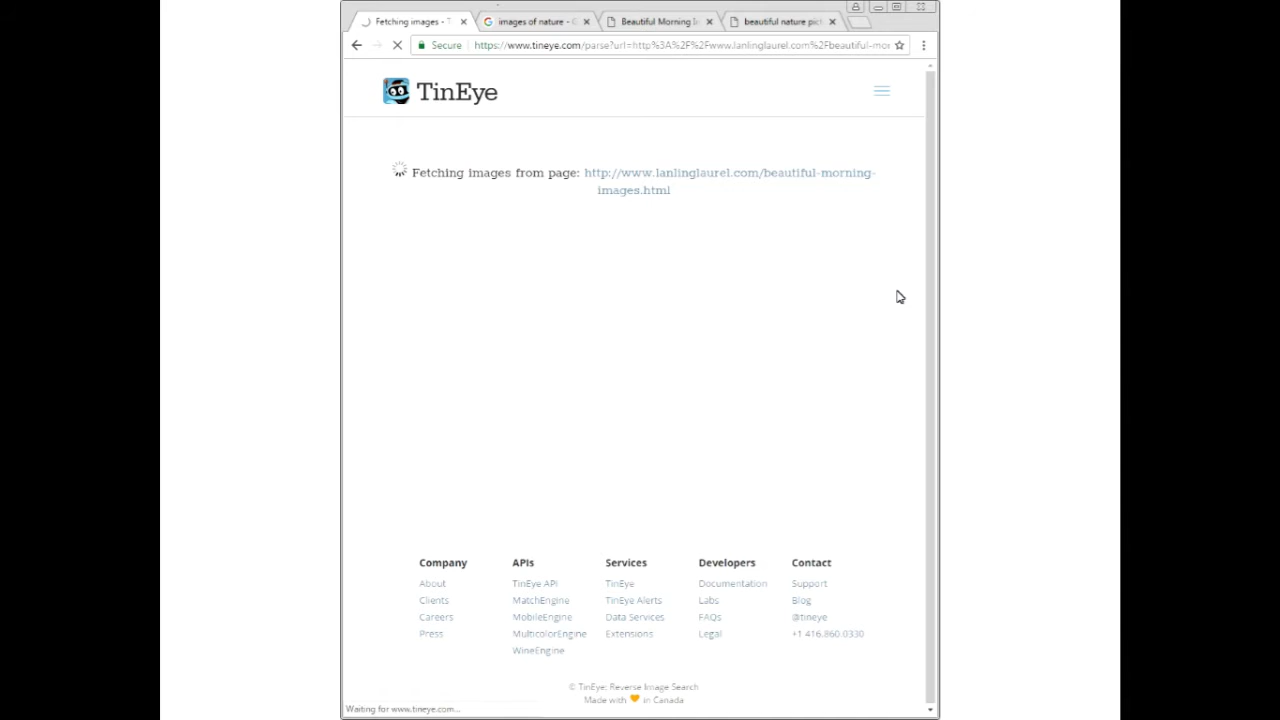 Fetching images - T
images of nature - G
Beautiful Morning I
beautiful nature pict
Secure
https://www.tineye.com/parse?url=http%3A%2F%2Fwww.lanlinglaurel.com%2Fbeautiful-mor
TinEye
Fetching images from page: http://www.lanlinglaurel.com/beautiful-morning-
images.html
Company APIs Services Developers Contact
About TinEye API TinEye Documentation Support
Clients MatchEngine TinEye Alerts Labs Blog
Careers MobileEngine Data Services FAQs @tineye
Press MulticolorEngine Extensions Legal +1 416.860.0330
WineEngine
© TinEye: Reverse Image Search
Made with in Canada
Waiting for www.tineye.com...